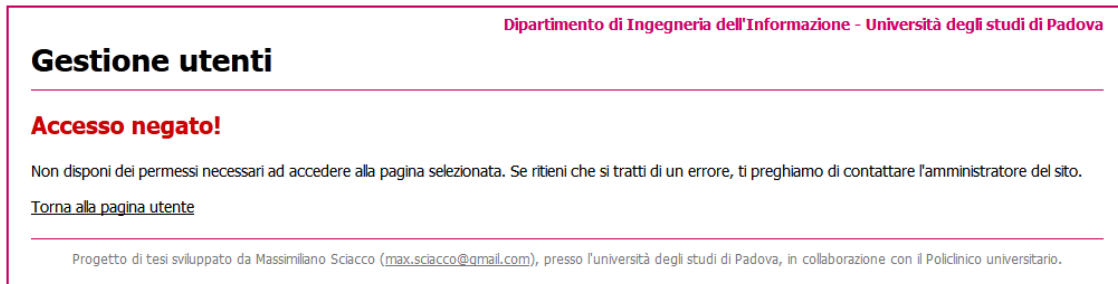 Dipartimento di Ingegneria dell'Informazione - Università degli studi di Padova
Gestione utenti
Accesso negato!
Non disponi dei permessi necessari ad accedere alla pagina selezionata. Se ritieni che si tratti di un errore, ti preghiamo di contattare l'amministratore del sito.
Torna alla pagina utente
Progetto di tesi sviluppato da Massimiliano Sciacco (max.sciacco@gmail.com), presso l'università degli studi di Padova, in collaborazione con il Policlinico universitario.